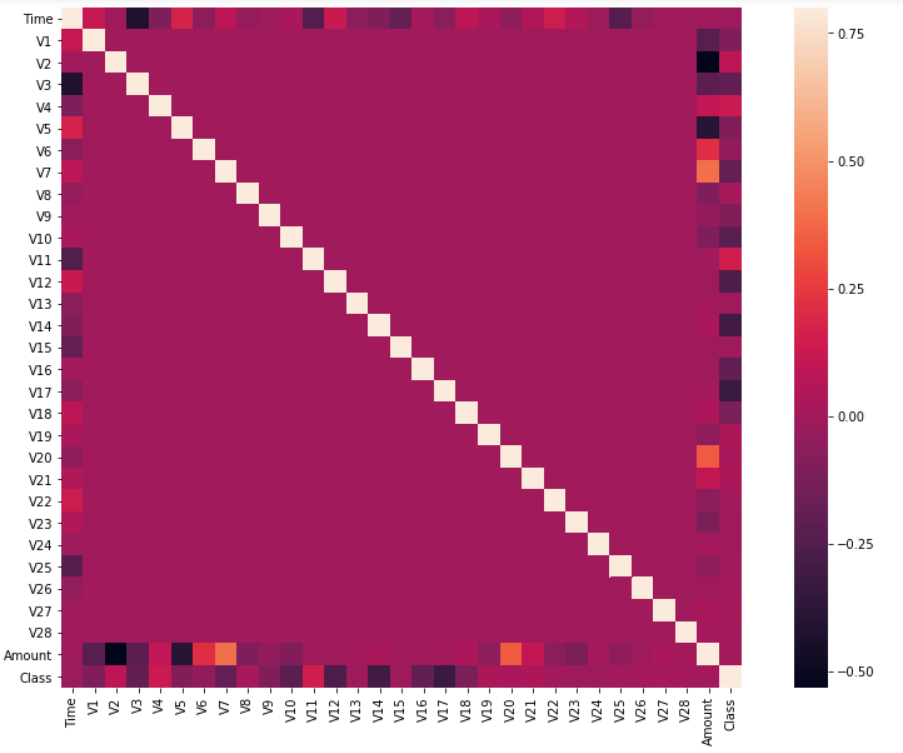 Time
V1
V2
V3
V4
V5
V6
V7
V8
V9
V10
V11
V12
V13
V14
V15
V16
V17
V18
V19
V20
V21
V22
V23
V24
V25
V26
V27
V28
Amount
Class
Time
V1
V2
V3
V4
V5
V6
V7
V8
V9
V10
V11
V12
V13
V14
V15
V16
V17
V18
V19
V20
V21
V22
V23
V24
V25
V26
V27
V28
Amount
Class
0.75
0.50
0.25
0.00
−0.25
−0.50